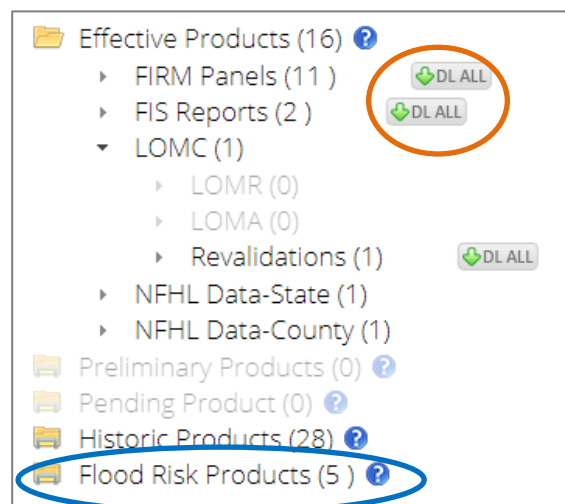 Effective Products (16) ?
FIRM Panels (11 ) DL ALL
FIS Reports (2 ) DL ALL
LOMC (1)
LOMR (0)
LOMA (0)
Revalidations (1) DL ALL
NFHL Data-State (1)
NFHL Data-County (1)
Preliminary Products (0) ?
Pending Product (0) ?
Historic Products (28) ?
Flood Risk Products (5 ) ?